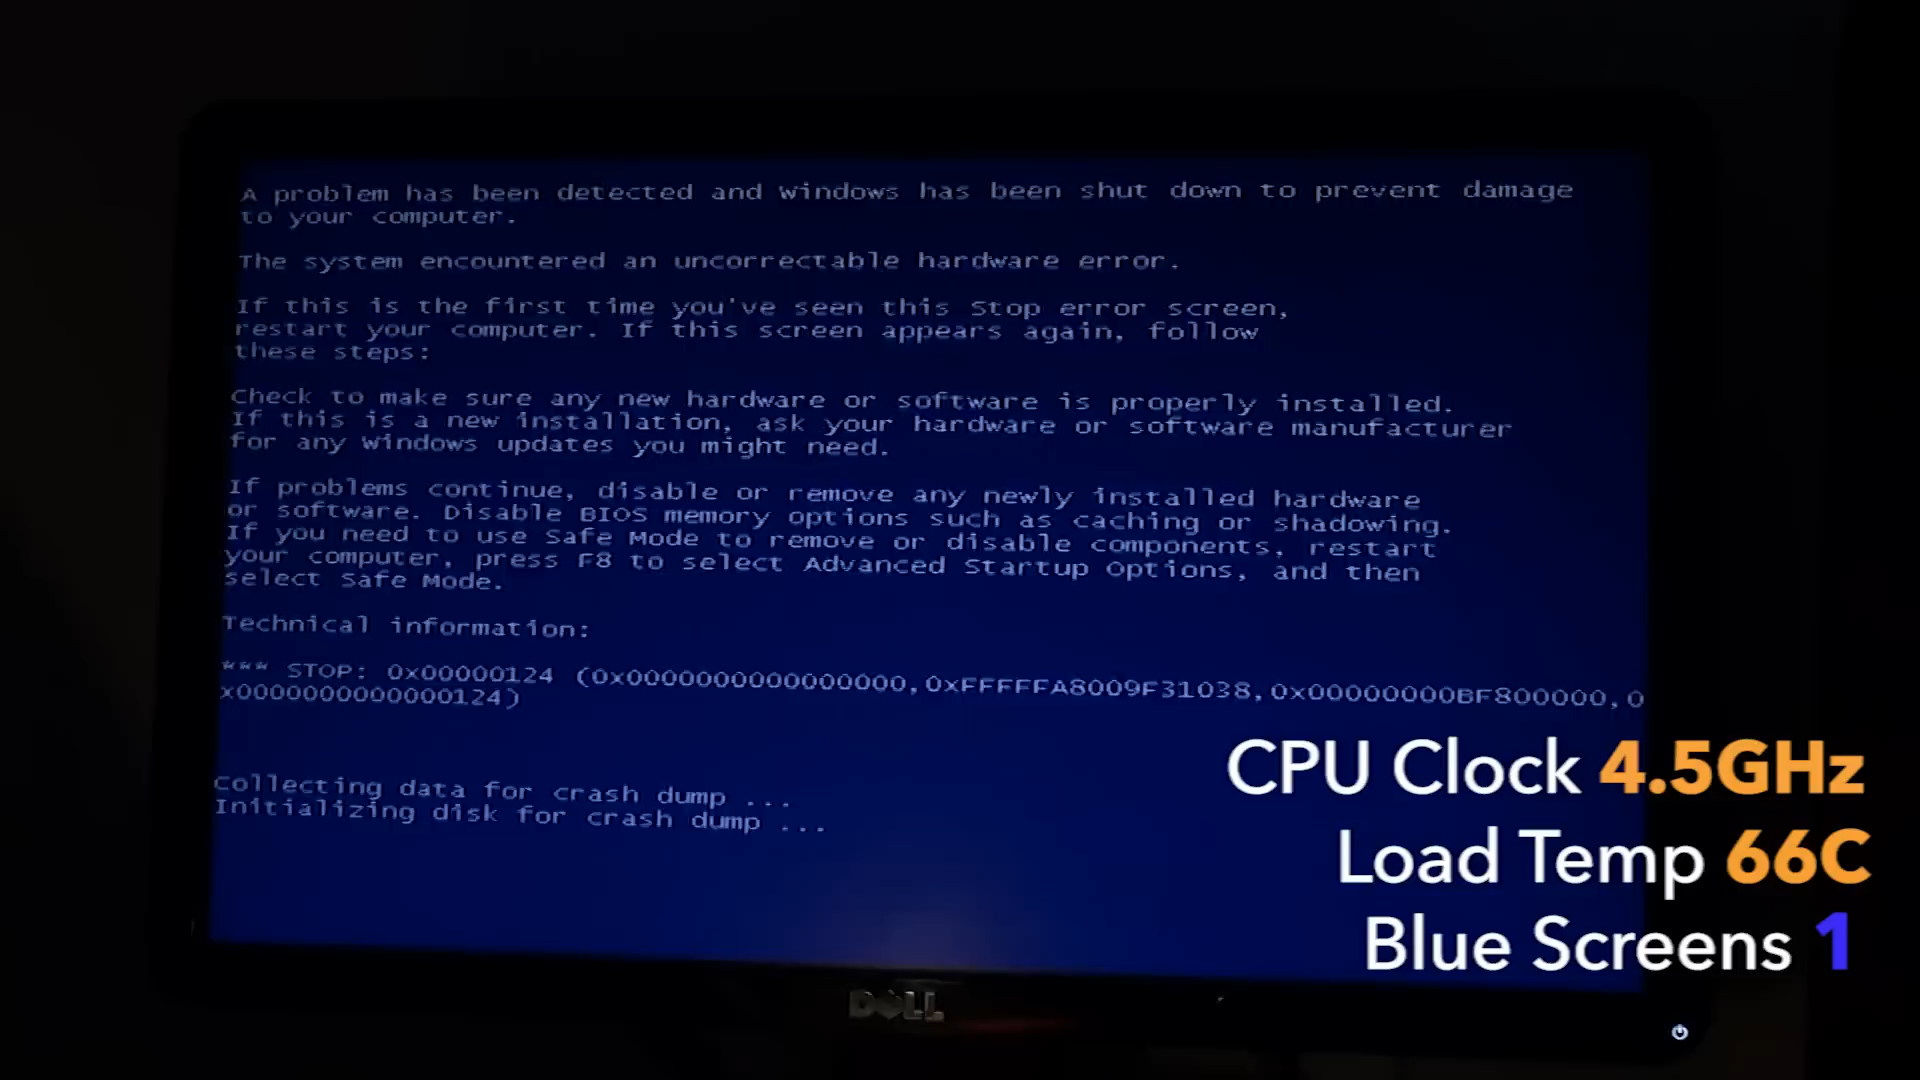 A problem has been detected and Windows has been shut down to prevent damage
to your computer.
The system encountered an uncorrectable hardware error.
If this is the first time you've seen this Stop error screen,
restart your computer. If this screen appears again, follow
these steps:
Check to make sure any new hardware or software is properly installed.
If this is a new installation, ask your hardware or software manufacturer
for any Windows updates you might need.
If problems continue, disable or remove any newly installed hardware
or software. Disable BIOS memory options such as caching or shadowing.
If you need to use Safe Mode to remove or disable components, restart
your computer, press F8 to select Advanced Startup Options, and then
select Safe Mode.
Technical information:
*** STOP: 0x00000124 (0x0000000000000000,0xFFFFFA8009F31038,0x00000000BF800000,0
x0000000000000124)
Collecting data for crash dump ...
Initializing disk for crash dump ...
CPU Clock 4.5GHz
Load Temp 66C
Blue Screens 1
DELL